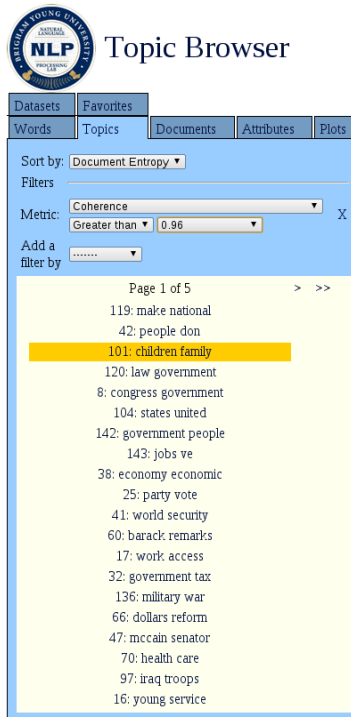 BRIGHAM YOUNG UNIVERSITY
NATURAL
LANGUAGE
NLP
PROCESSING
LAB
Topic Browser
Datasets Favorites
Words Topics Documents Attributes Plots
Sort by: Document Entropy
Filters
Metric: Coherence X
Greater than 0.96
Add a
filter by .......
Page 1 of 5 > >>
119: make national
42: people don
101: children family
120: law government
8: congress government
104: states united
142: government people
143: jobs ve
38: economy economic
25: party vote
41: world security
60: barack remarks
17: work access
32: government tax
136: military war
66: dollars reform
47: mccain senator
70: health care
97: iraq troops
16: young service